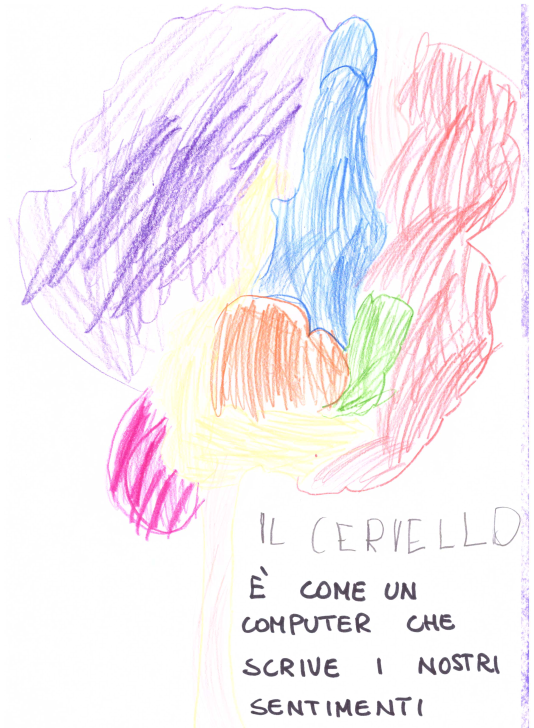 IL CERVELLO
È COME UN
COMPUTER CHE
SCRIVE I NOSTRI
SENTIMENTI